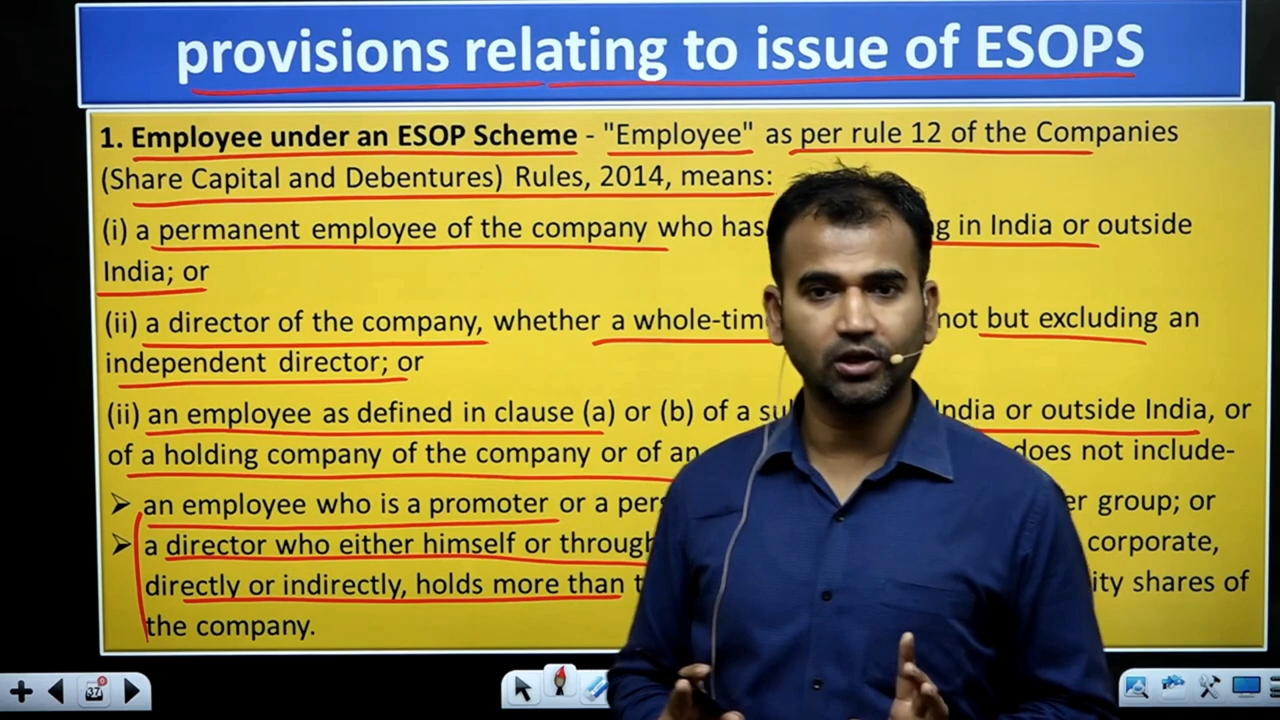 provisions relating to issue of ESOPS
1. Employee under an ESOP Scheme - "Employee" as per rule 12 of the Companies
(Share Capital and Debentures) Rules, 2014, means:
(i) a permanent employee of the company who has in India or outside
India; or
(ii) a director of the company, whether a whole-tim not but excluding an
independent director; or
(ii) an employee as defined in clause (a) or (b) of a India or outside India, or
of a holding company of the company or of an does not include-
➤ an employee who is a promoter or a group; or
➤ a director who either himself or through corporate,
directly or indirectly, holds more than shares of
the company.
37